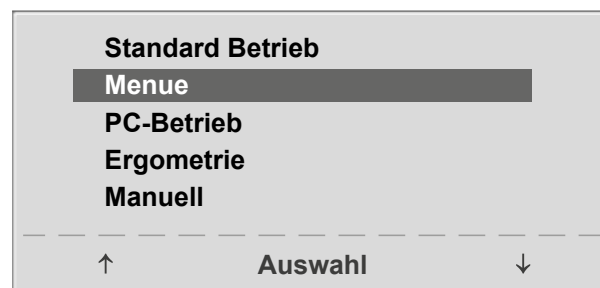 Standard Betrieb
Menue
PC-Betrieb
Ergometrie
Manuell
↑ Auswahl ↓